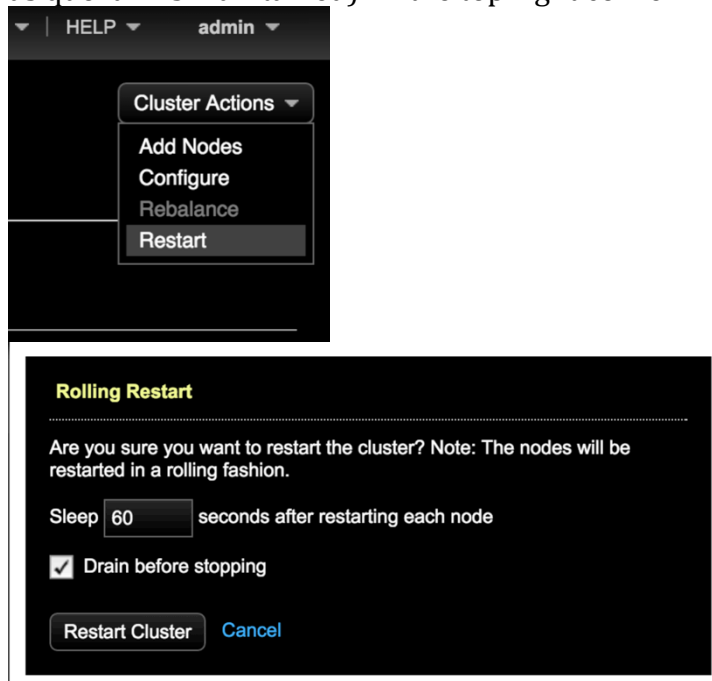 HELP
admin
Cluster Actions
Add Nodes
Configure
Rebalance
Restart
Rolling Restart
Are you sure you want to restart the cluster? Note: The nodes will be
restarted in a rolling fashion.
Sleep 60 seconds after restarting each node
Drain before stopping
Restart Cluster Cancel